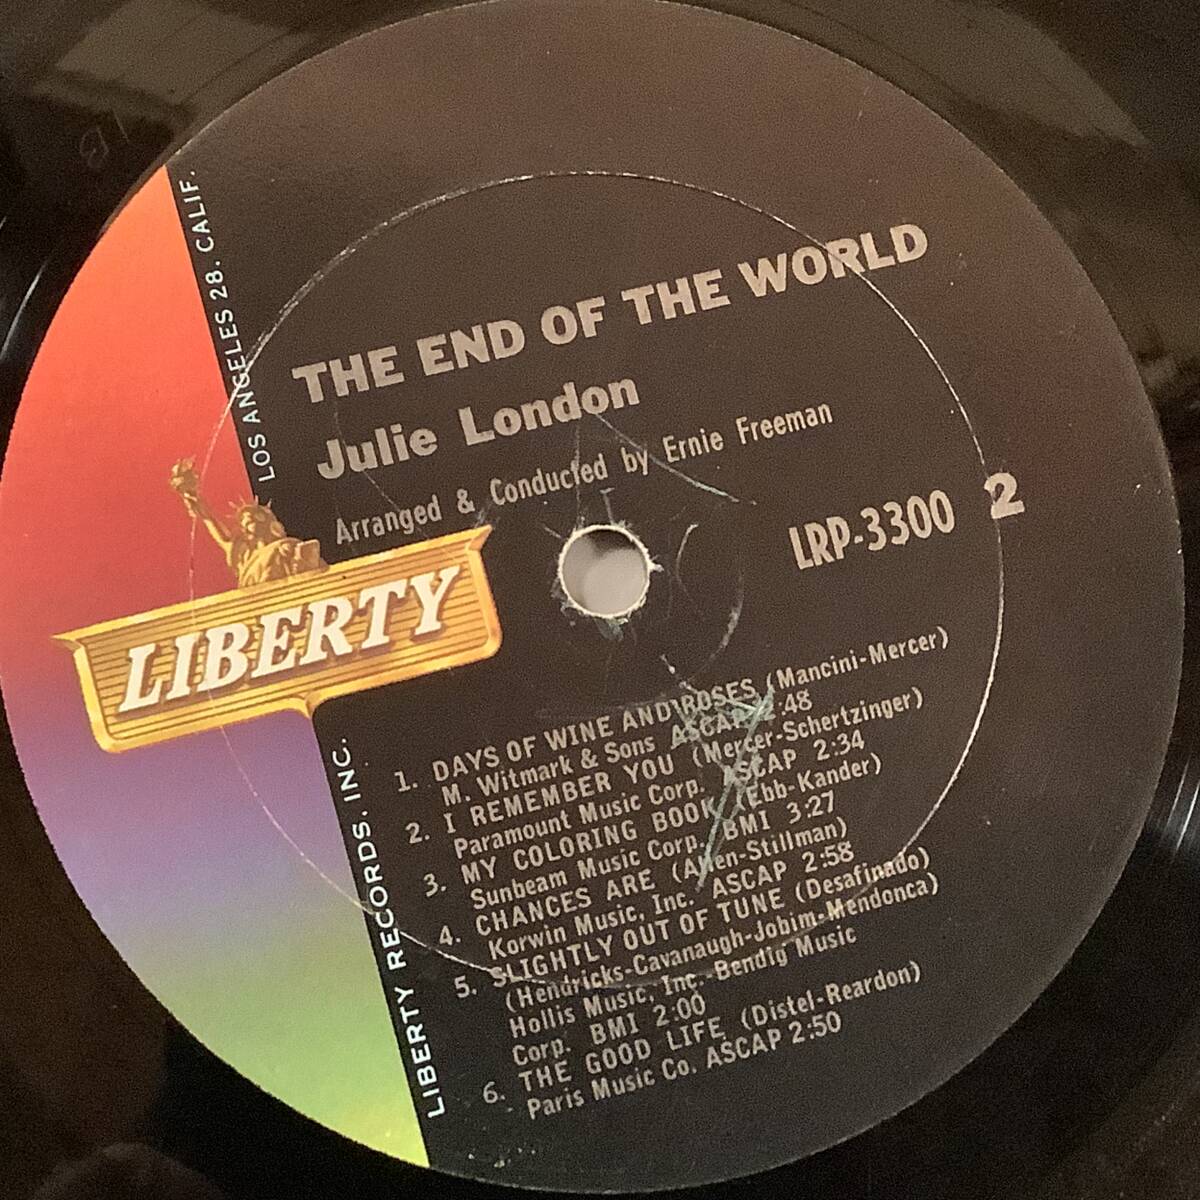 THE END OF THE WORLD
Julie London
Arranged & Conducted by Ernie Freeman
LRP-3300 2
LIBERTY
LOS ANGELES 28. CALIF.
LIBERTY RECORDS, INC.
1. DAYS OF WINE AND ROSES (Mancini-Mercer)
M. Witmark & Sons ASCAP 2:48
2. I REMEMBER YOU (Mercer-Schertzinger)
Paramount Music Corp. ASCAP 2:34
3. MY COLORING BOOK (Ebb-Kander)
Sunbeam Music Corp. BMI 3:27
4. CHANCES ARE (Allen-Stillman)
Korwin Music, Inc. ASCAP 2:58
5. SLIGHTLY OUT OF TUNE (Desafinado)
(Hendricks-Cavanaugh-Jobim-Mendonca)
Hollis Music, Inc.-Bendig Music
Corp. BMI 2:00
6. THE GOOD LIFE (Distel-Reardon)
Paris Music Co. ASCAP 2:50